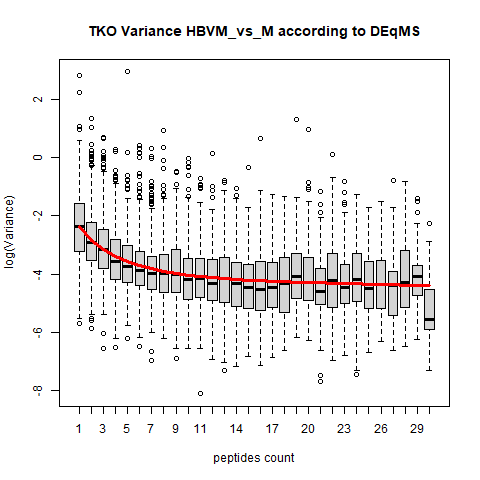 TKO Variance HBVM_vs_M according to DEqMS
log(Variance)
2
0
-2
-4
-6
-8
1 3 5 7 9 11 14 17 20 23 26 29
peptides count